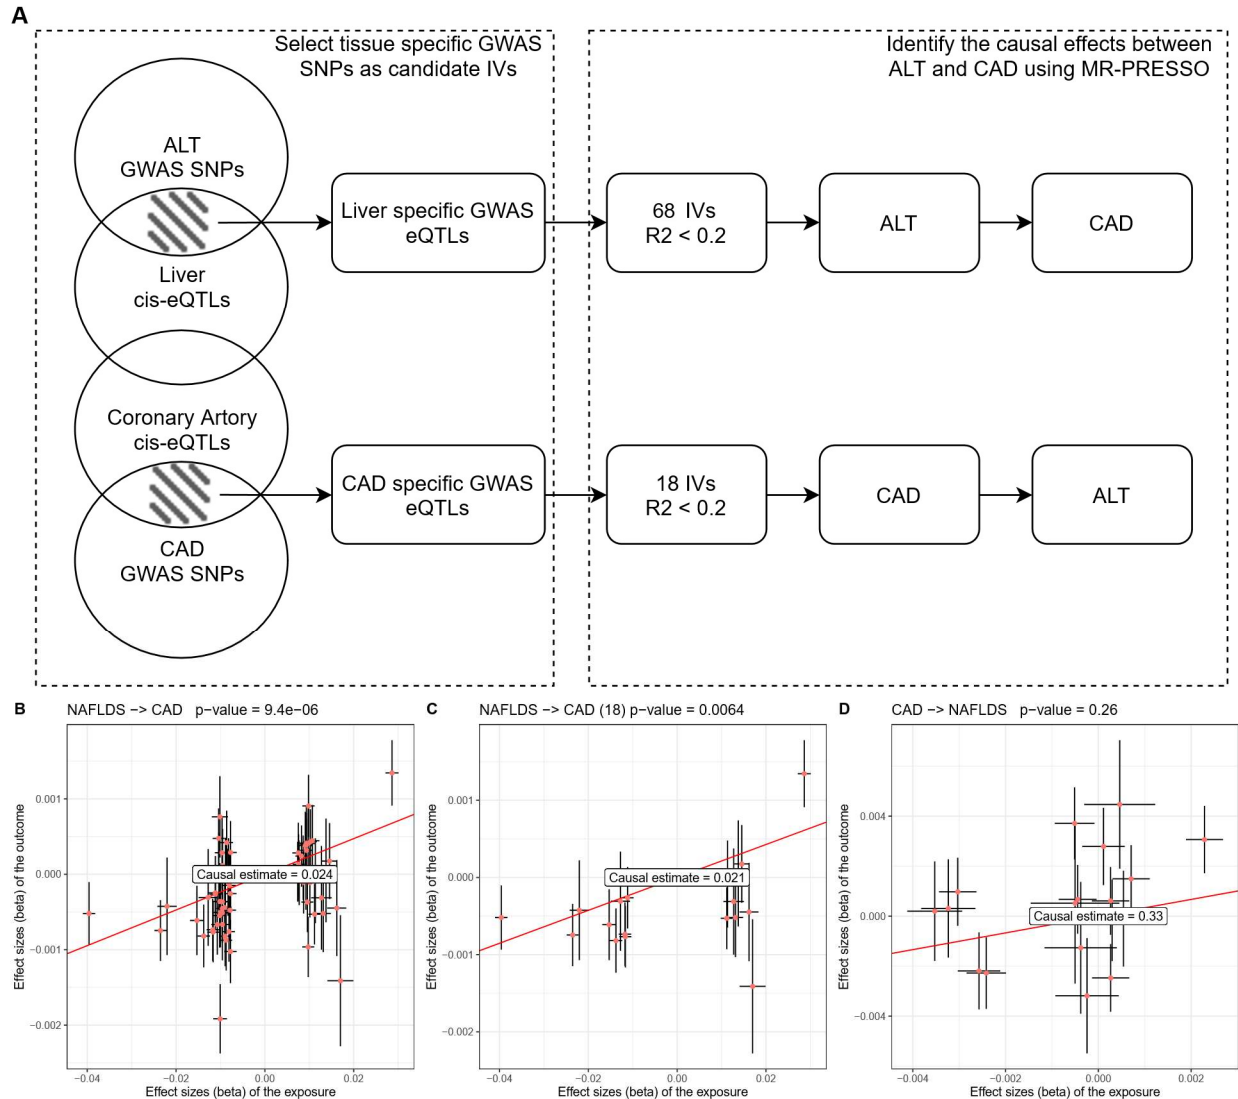 A
Select tissue specific GWAS
SNPs as candidate IVs
Identify the causal effects between
ALT and CAD using MR-PRESSO
ALT
GWAS SNPs
Liver
cis-eQTLs
Coronary Artory
cis-eQTLs
CAD
GWAS SNPs
Liver specific GWAS
eQTLs
68 IVs
R2 < 0.2
ALT
CAD
CAD specific GWAS
eQTLs
18 IVs
R2 < 0.2
CAD
ALT
B
NAFLDS −> CAD p−value = 9.4e−06
Effect sizes (beta) of the outcome
0.001
0.000
−0.001
−0.002
Causal estimate = 0.024
−0.04
−0.02
0.00
0.02
Effect sizes (beta) of the exposure
C
NAFLDS −> CAD (18) p−value = 0.0064
Effect sizes (beta) of the outcome
0.001
0.000
−0.001
−0.002
Causal estimate = 0.021
−0.04
−0.02
0.00
0.02
Effect sizes (beta) of the exposure
D
CAD −> NAFLDS p−value = 0.26
Effect sizes (beta) of the outcome
0.004
0.000
−0.004
Causal estimate = 0.33
−0.004
−0.002
0.000
0.002
Effect sizes (beta) of the exposure